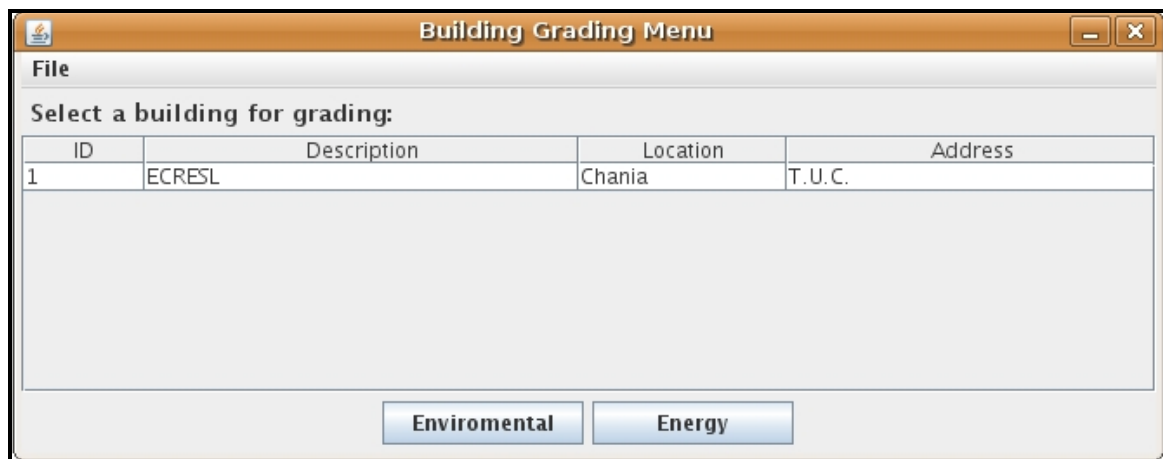 Building Grading Menu
File
Select a building for grading:
ID Description Location Address
1 ECRESL Chania T.U.C.
Enviromental Energy